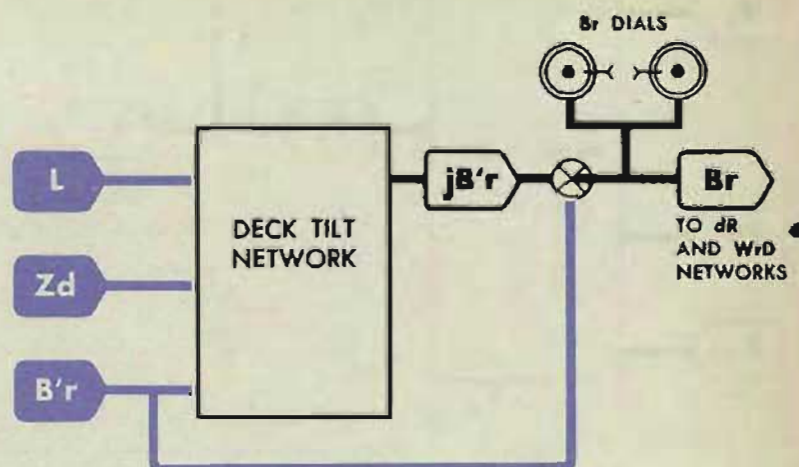 Br DIALS
L
Zd
B'r
DECK TILT
NETWORK
jB'r
Br
TO dR
AND WrD
NETWORKS